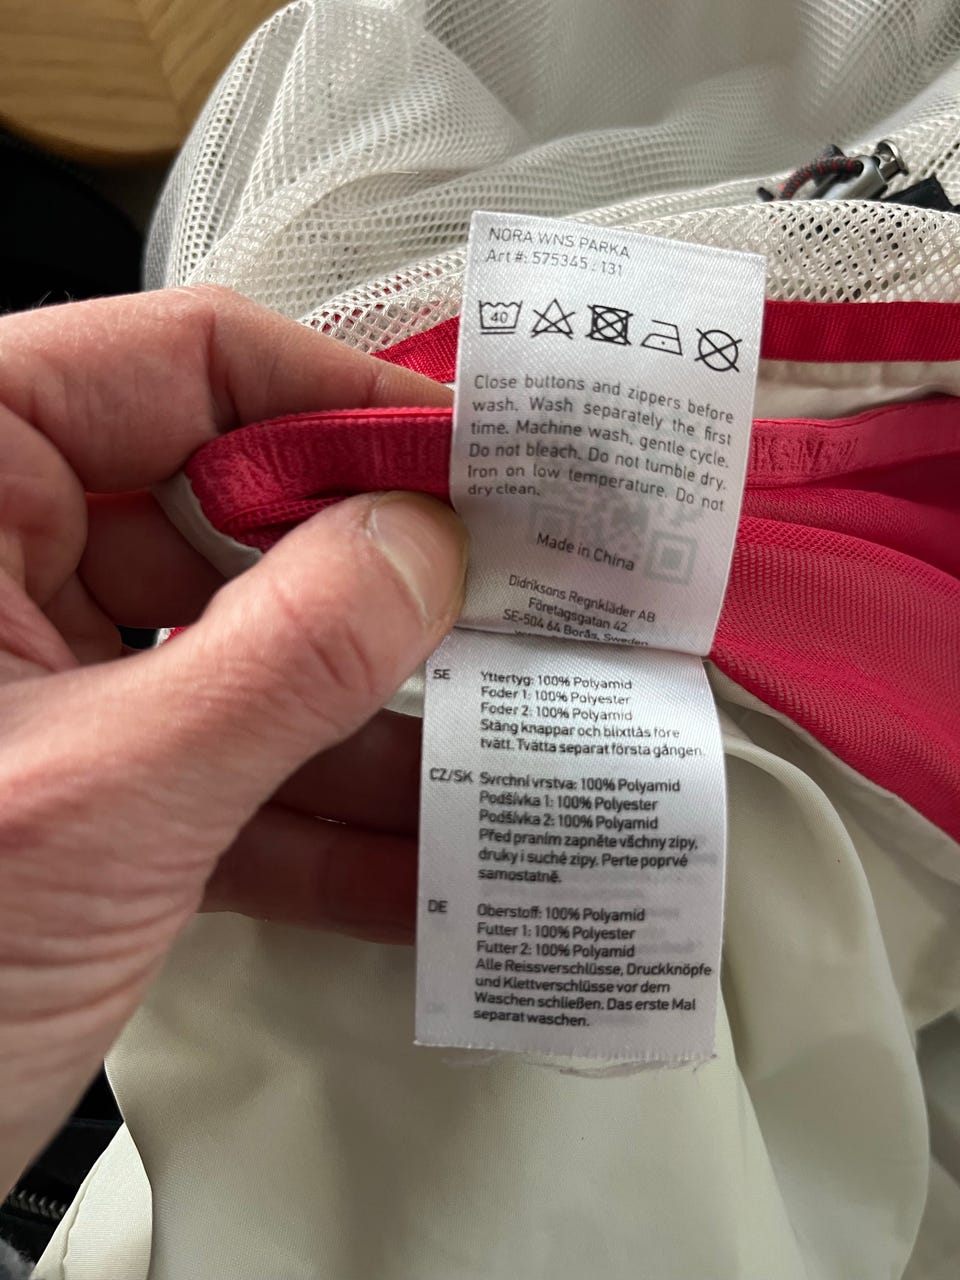 NORA WNS PARKA
Art #: 575345 . 131
40
Close buttons and zippers before
wash. Wash separately the first
time. Machine wash, gentle cycle.
Do not bleach. Do not tumble dry.
Iron on low temperature. Do not
dry clean.
Made in China
Didriksons Regnkläder AB
Företagsgatan 42
SE-504 64 Borås, Sweden
SE
Yttertyg: 100% Polyamid
Foder 1: 100% Polyester
Foder 2: 100% Polyamid
Stäng knappar och blixtlås före
tvätt. Tvätta separat första gången.
CZ/SK
Svrchní vrstva: 100% Polyamid
Podšívka 1: 100% Polyester
Podšívka 2: 100% Polyamid
Před praním zapněte všchny zipy,
druky i suché zipy. Perte poprvé
samostatně.
DE
Oberstoff: 100% Polyamid
Futter 1: 100% Polyester
Futter 2: 100% Polyamid
Alle Reissverschlüsse, Druckknöpfe
und Klettverschlüsse vor dem
Waschen schließen. Das erste Mal
separat waschen.